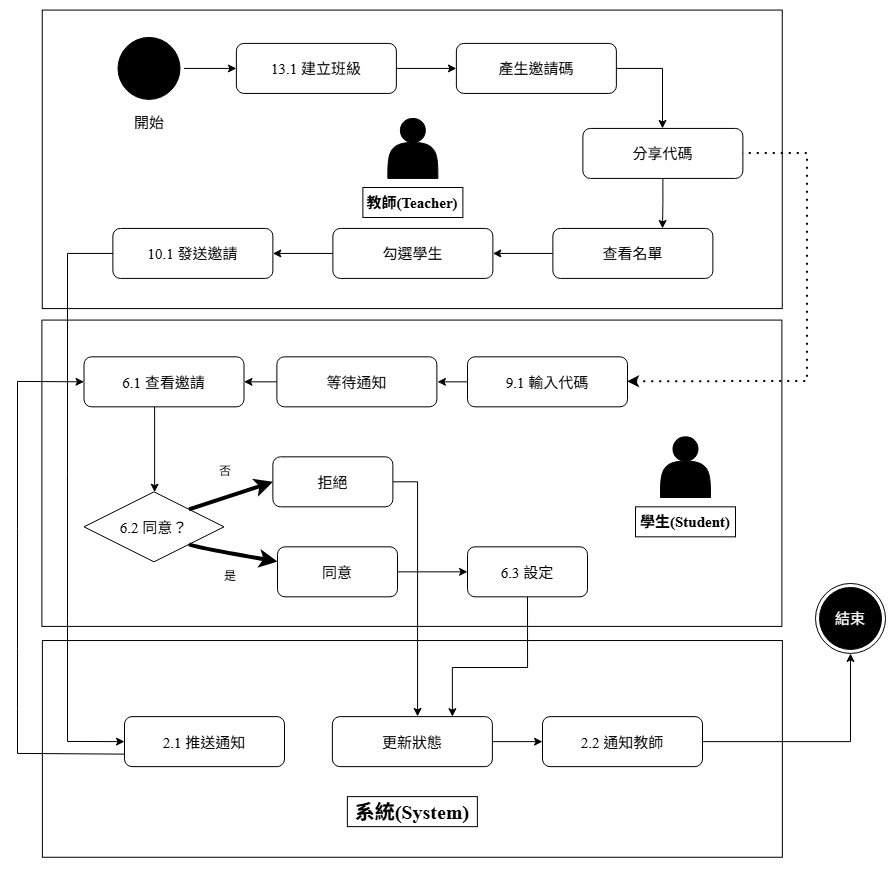 13.1 建立班級
產生邀請碼
開始
分享代碼
教師(Teacher)
10.1 發送邀請
勾選學生
查看名單
6.1 查看邀請
等待通知
9.1 輸入代碼
否
拒絕
6.2 同意？
學生(Student)
是
同意
6.3 設定
結束
2.1 推送通知
更新狀態
2.2 通知教師
系統(System)